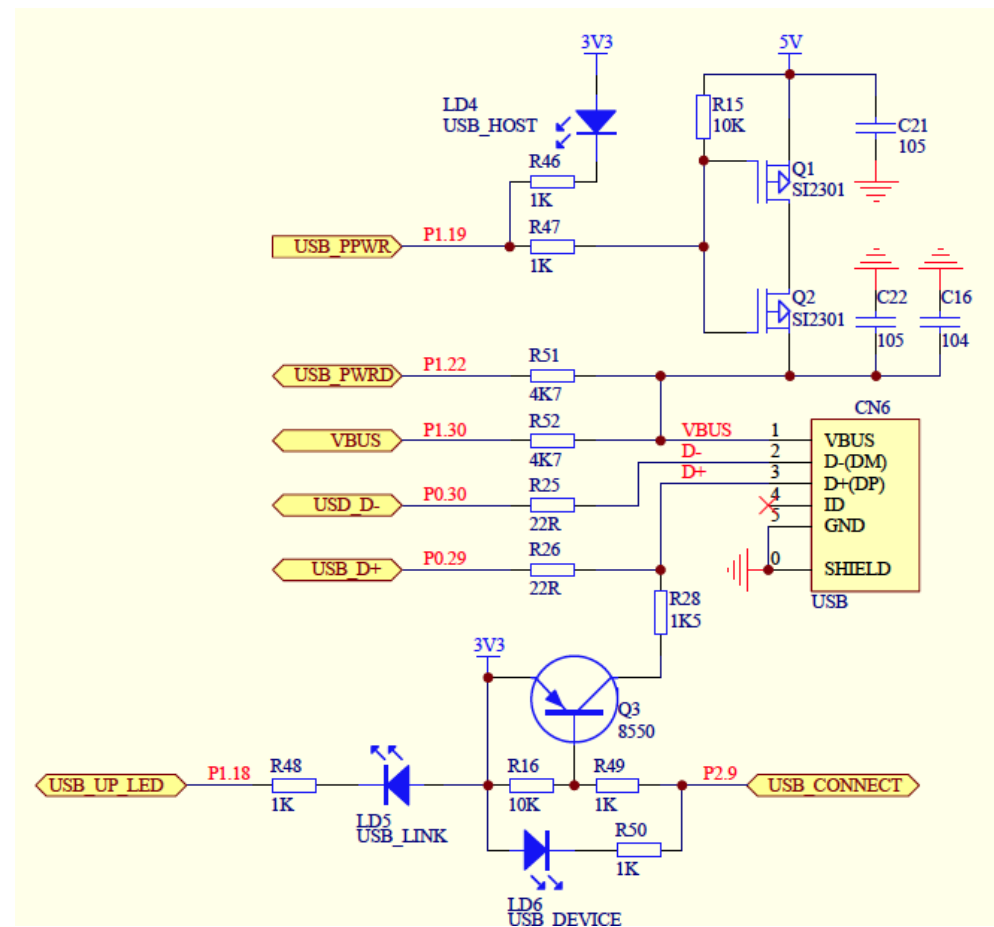 3V3
5V
LD4
USB_HOST
R15
10K
C21
105
R46
1K
Q1
SI2301
USB_PPWR
P1.19
R47
1K
Q2
SI2301
C22
105
C16
104
USB_PWRD
P1.22
R51
4K7
CN6
VBUS
P1.30
R52
4K7
VBUS
1
VBUS
D-
2
D-(DM)
D+
3
D+(DP)
USD_D-
P0.30
R25
22R
4
ID
5
GND
USB_D+
P0.29
R26
22R
0
SHIELD
USB
R28
1K5
3V3
Q3
8550
USB_UP_LED
P1.18
R48
1K
LD5
USB_LINK
R16
10K
R49
1K
P2.9
USB_CONNECT
R50
1K
LD6
USB_DEVICE